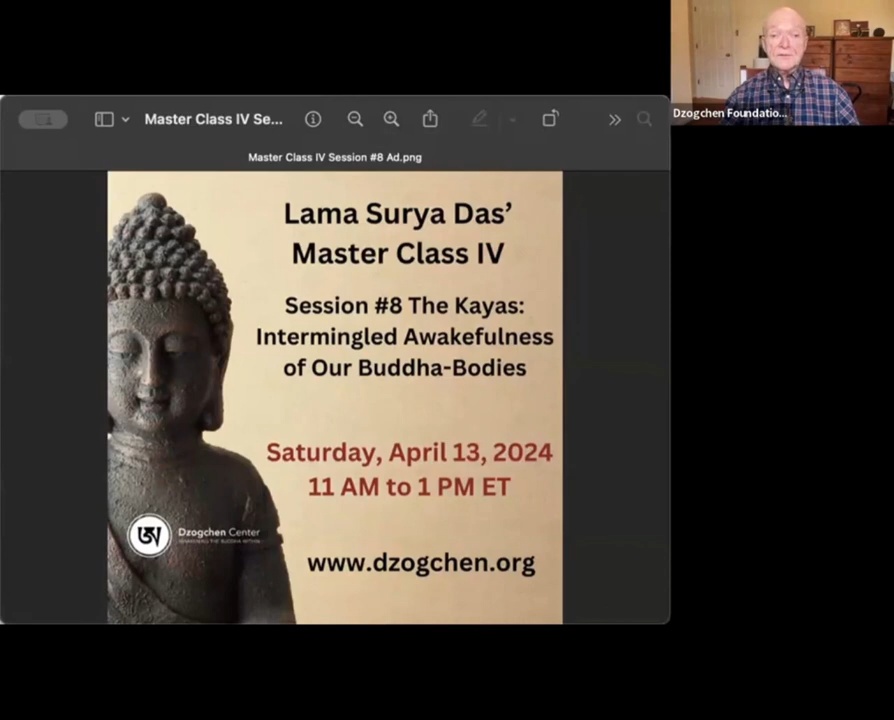 Master Class IV Se...
Master Class IV Session #8 Ad.png
Dzogchen Foundatio...
Lama Surya Das’
Master Class IV
Session #8 The Kayas:
Intermingled Awakefulness
of Our Buddha-Bodies
Saturday, April 13, 2024
11 AM to 1 PM ET
ཨ
Dzogchen Center
www.dzogchen.org